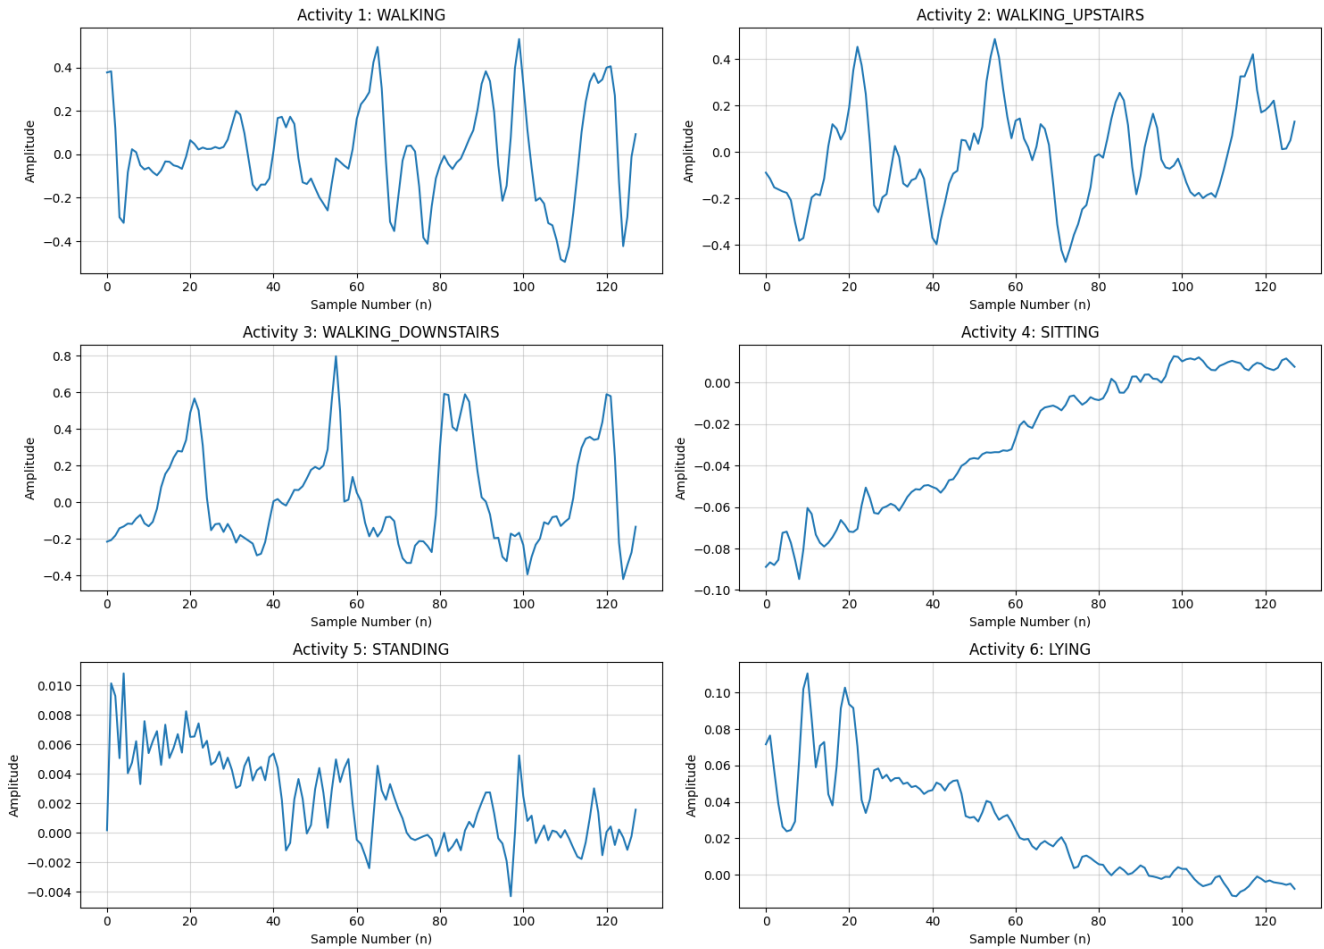 Activity 1: WALKING
Amplitude
0.4
0.2
0.0
−0.2
−0.4
0 20 40 60 80 100 120
Sample Number (n)
Activity 2: WALKING_UPSTAIRS
Amplitude
0.4
0.2
0.0
−0.2
−0.4
0 20 40 60 80 100 120
Sample Number (n)
Activity 3: WALKING_DOWNSTAIRS
Amplitude
0.8
0.6
0.4
0.2
0.0
−0.2
−0.4
0 20 40 60 80 100 120
Sample Number (n)
Activity 4: SITTING
Amplitude
0.00
−0.02
−0.04
−0.06
−0.08
−0.10
0 20 40 60 80 100 120
Sample Number (n)
Activity 5: STANDING
Amplitude
0.010
0.008
0.006
0.004
0.002
0.000
−0.002
−0.004
0 20 40 60 80 100 120
Sample Number (n)
Activity 6: LYING
Amplitude
0.10
0.08
0.06
0.04
0.02
0.00
0 20 40 60 80 100 120
Sample Number (n)